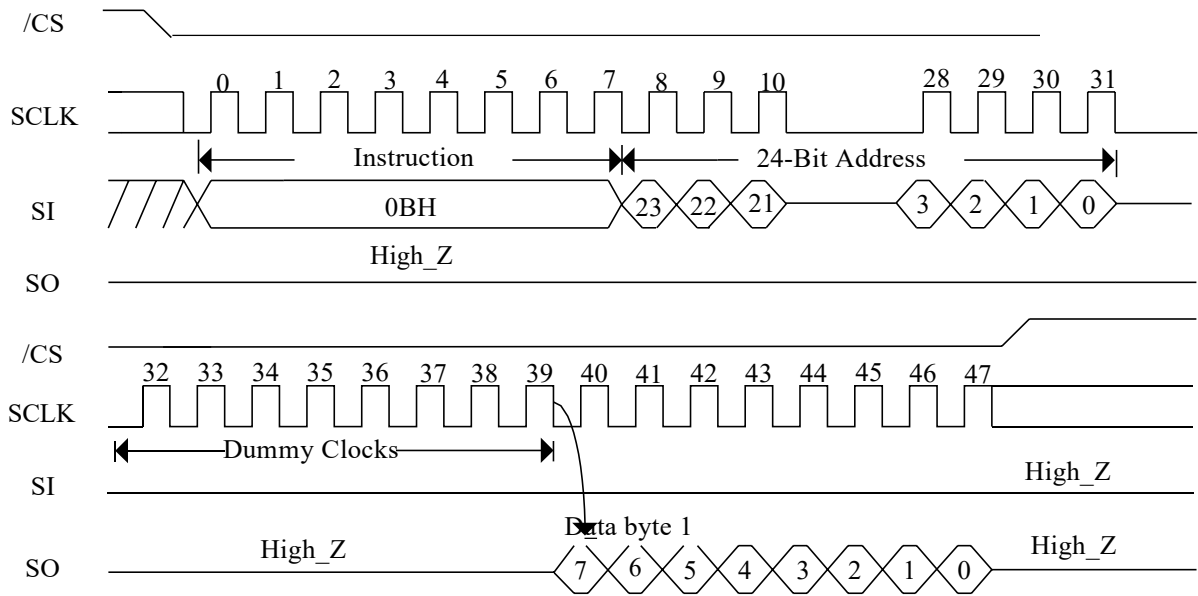 /CS
0 1 2 3 4 5 6 7 8 9 10 28 29 30 31
SCLK
Instruction 24-Bit Address
SI 0BH 23 22 21 3 2 1 0
High_Z
SO
/CS
32 33 34 35 36 37 38 39 40 41 42 43 44 45 46 47
SCLK
Dummy Clocks
SI High_Z
Data byte 1
SO High_Z 7 6 5 4 3 2 1 0 High_Z